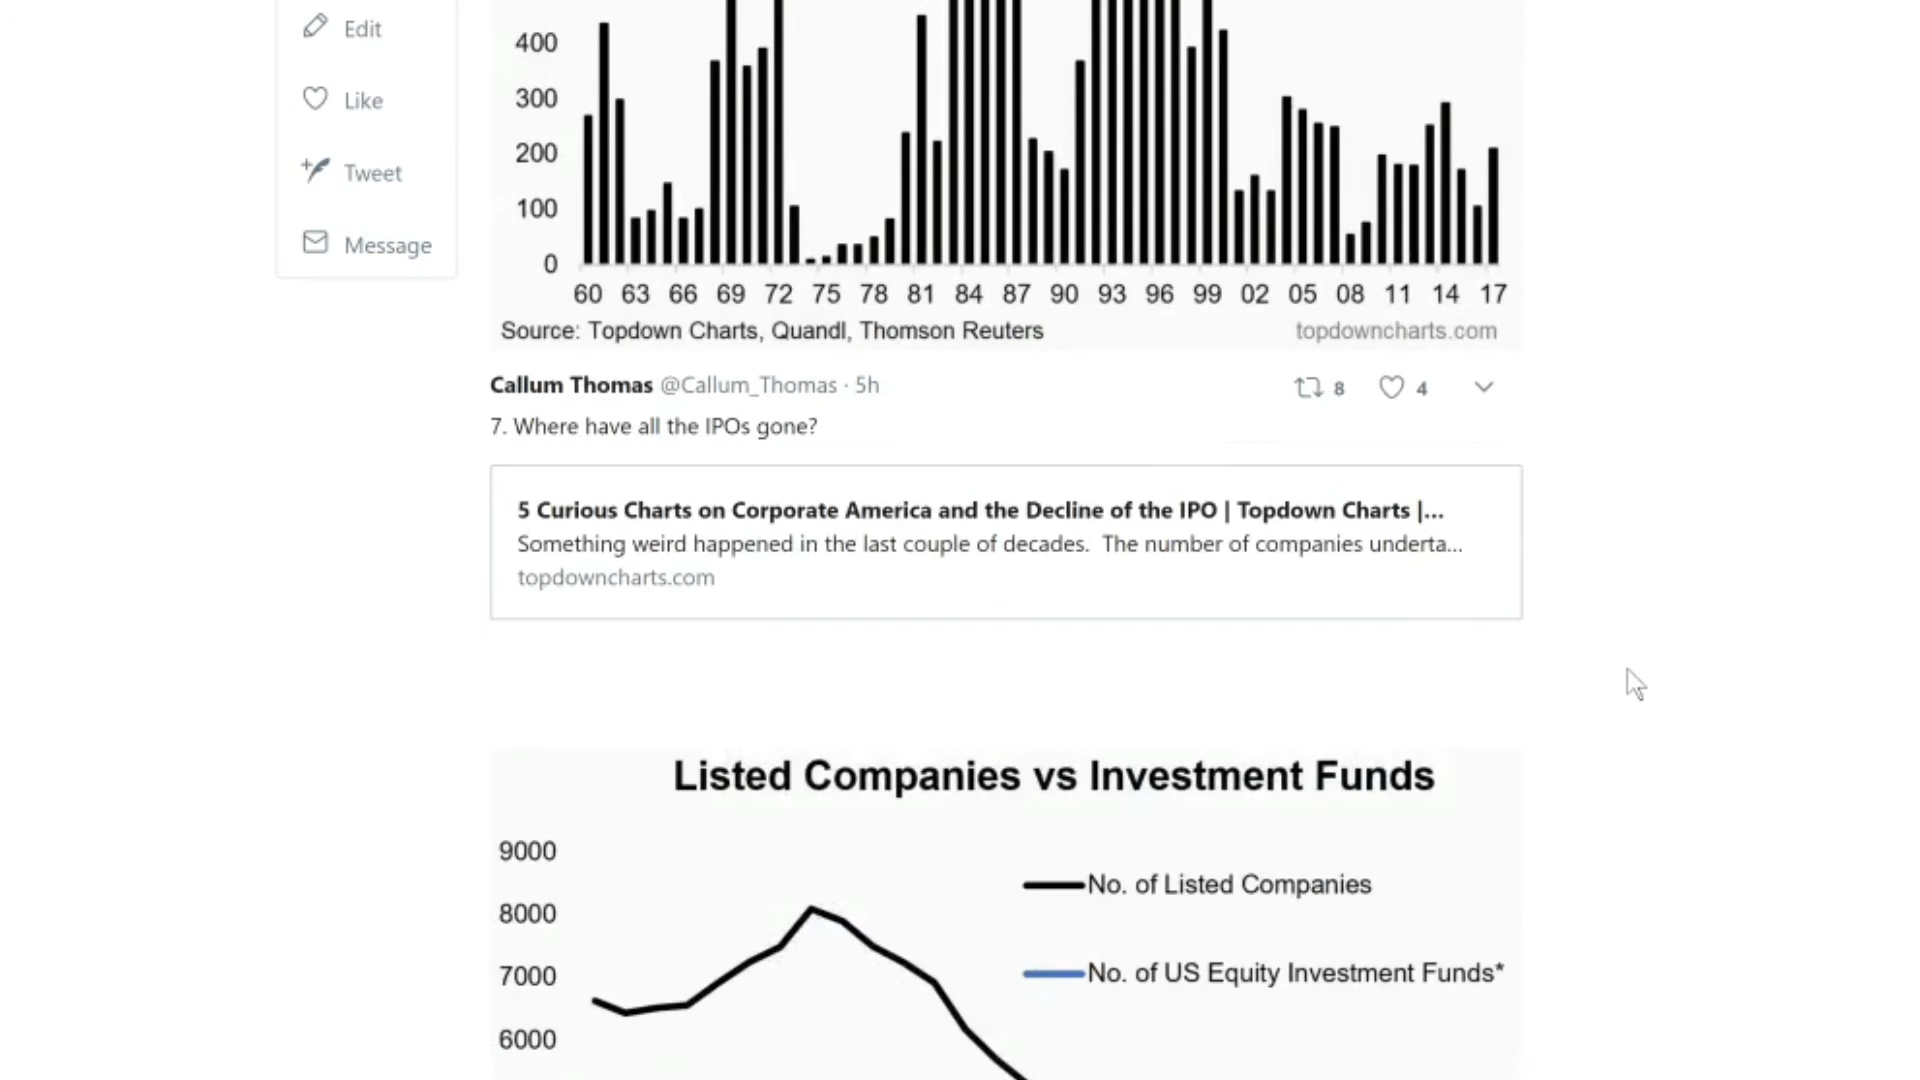 Edit
Like
Tweet
Message
400
300
200
100
0
60 63 66 69 72 75 78 81 84 87 90 93 96 99 02 05 08 11 14 17
Source: Topdown Charts, Quandl, Thomson Reuters
topdowncharts.com
Callum Thomas @Callum_Thomas · 5h
8 4
7. Where have all the IPOs gone?
5 Curious Charts on Corporate America and the Decline of the IPO | Topdown Charts |...
Something weird happened in the last couple of decades. The number of companies underta...
topdowncharts.com
Listed Companies vs Investment Funds
9000
8000
7000
6000
No. of Listed Companies
No. of US Equity Investment Funds*